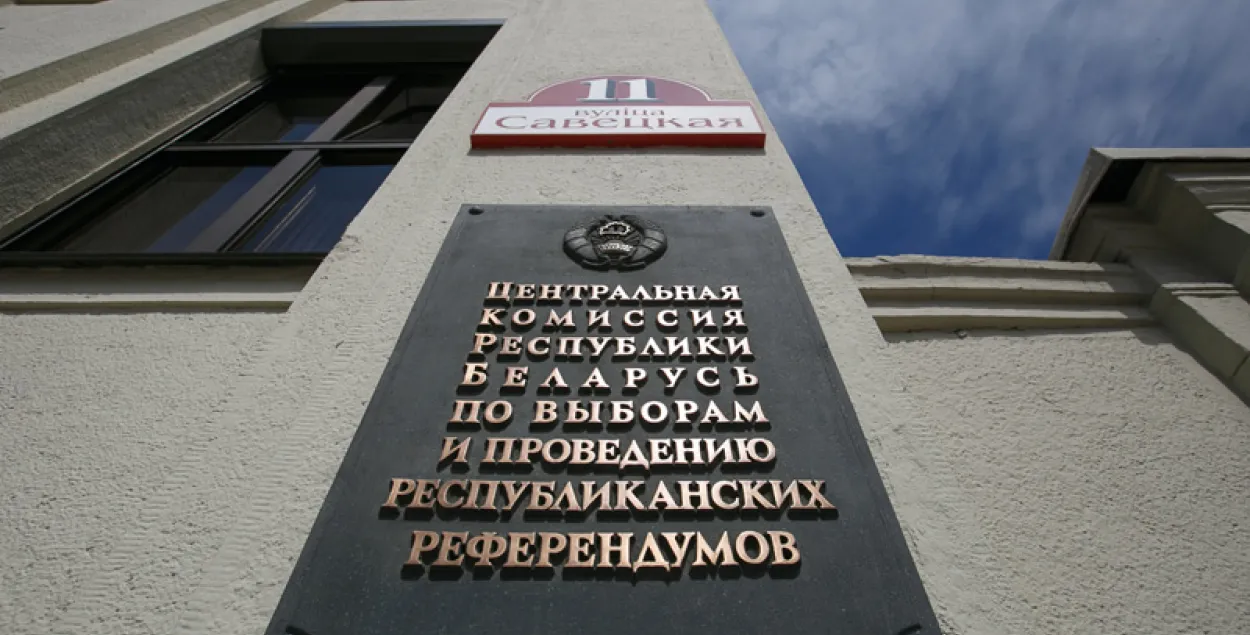 11
вуліца
Савецкая
ЦЕНТРАЛЬНАЯ
КОМИССИЯ
РЕСПУБЛИКИ
БЕЛАРУСЬ
ПО ВЫБОРАМ
И ПРОВЕДЕНИЮ
РЕСПУБЛИКАНСКИХ
РЕФЕРЕНДУМОВ